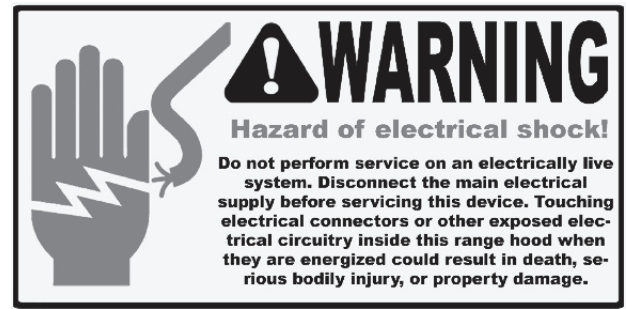 WARNING
Hazard of electrical shock!
Do not perform service on an electrically live
system. Disconnect the main electrical
supply before servicing this device. Touching
electrical connectors or other exposed elec-
trical circuitry inside this range hood when
they are energized could result in death, se-
rious bodily injury, or property damage.